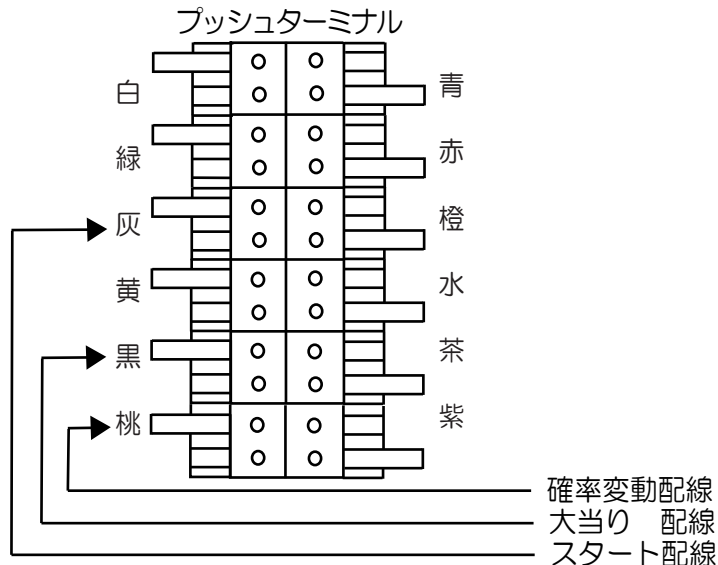 プッシュターミナル
白
青
緑
赤
灰
橙
黄
水
黒
茶
桃
紫
確率変動配線
大当り　配線
スタート配線